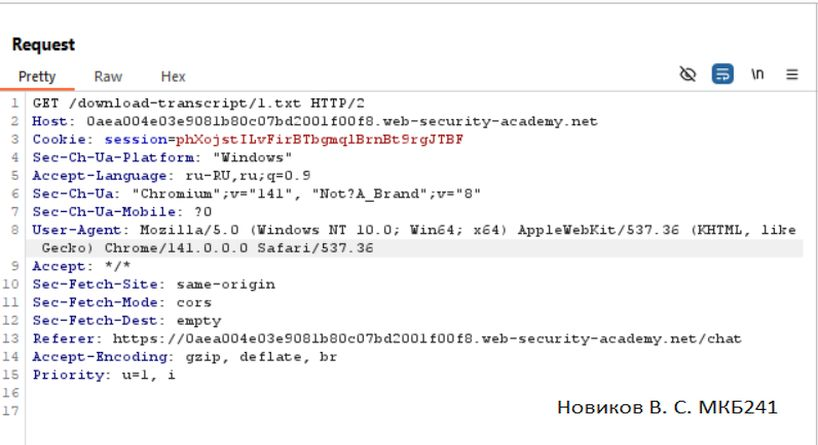 Request
Pretty Raw Hex \n
1 GET /download-transcript/1.txt HTTP/2
2 Host: 0aea004e03e9081b80c07bd2001f00f8.web-security-academy.net
3 Cookie: session=phXojstILvFirBTbgmqlBrnBt9rgJTBF
4 Sec-Ch-Ua-Platform: "Windows"
5 Accept-Language: ru-RU,ru;q=0.9
6 Sec-Ch-Ua: "Chromium";v="141", "Not?A_Brand";v="8"
7 Sec-Ch-Ua-Mobile: ?0
8 User-Agent: Mozilla/5.0 (Windows NT 10.0; Win64; x64) AppleWebKit/537.36 (KHTML, like
Gecko) Chrome/141.0.0.0 Safari/537.36
9 Accept: */*
10 Sec-Fetch-Site: same-origin
11 Sec-Fetch-Mode: cors
12 Sec-Fetch-Dest: empty
13 Referer: https://0aea004e03e9081b80c07bd2001f00f8.web-security-academy.net/chat
14 Accept-Encoding: gzip, deflate, br
15 Priority: u=1, i
16
17
Новиков В. С. МКБ241